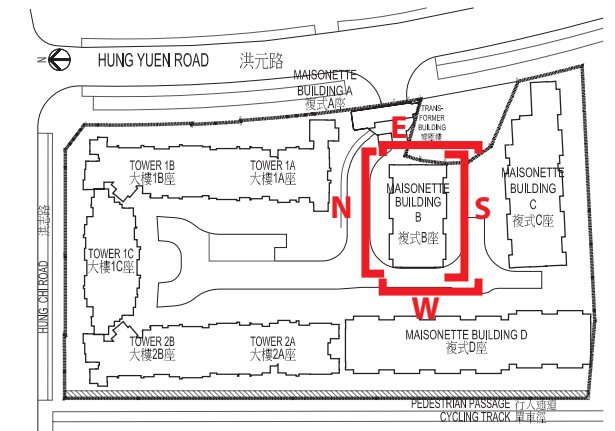 N
HUNG YUEN ROAD 洪元路
MAISONETTE
BUILDING A
複式A座
TRANS-
FORMER
BUILDING
變壓樓
E
TOWER 1B
大樓1B座
TOWER 1A
大樓1A座
MAISONETTE
BUILDING
B
複式B座
MAISONETTE
BUILDING
C
複式C座
N
S
洪志路
HUNG CHI ROAD
TOWER 1C
大樓1C座
W
TOWER 2B
大樓2B座
TOWER 2A
大樓2A座
MAISONETTE BUILDING D
複式D座
PEDESTRIAN PASSAGE 行人通道
CYCLING TRACK 單車徑